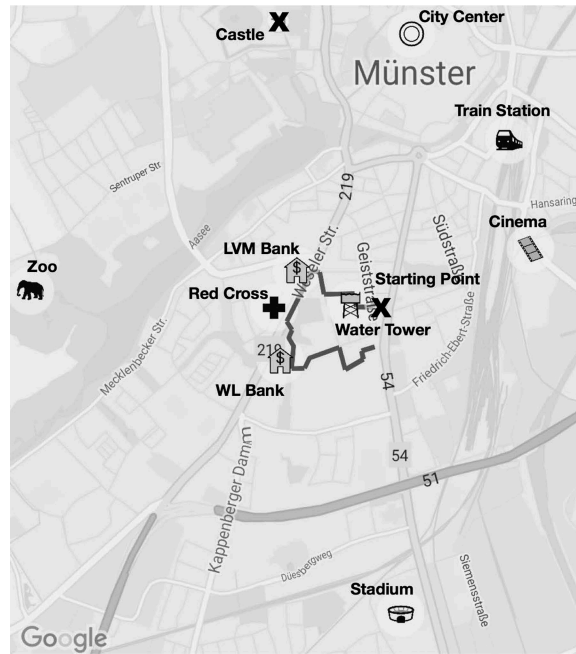 City Center
Castle
Münster
Train Station
Sentruper Str.
219
Hansaring
Aasee
Südstraße
Cinema
LVM Bank
Weseler Str.
Geiststraße
Zoo
Starting Point
Red Cross
Water Tower
Friedrich-Ebert-Straße
Mecklenbecker Str.
219
WL Bank
54
Kappenberger Damm
54
51
Düesbergweg
Siemensstraße
Stadium
Google